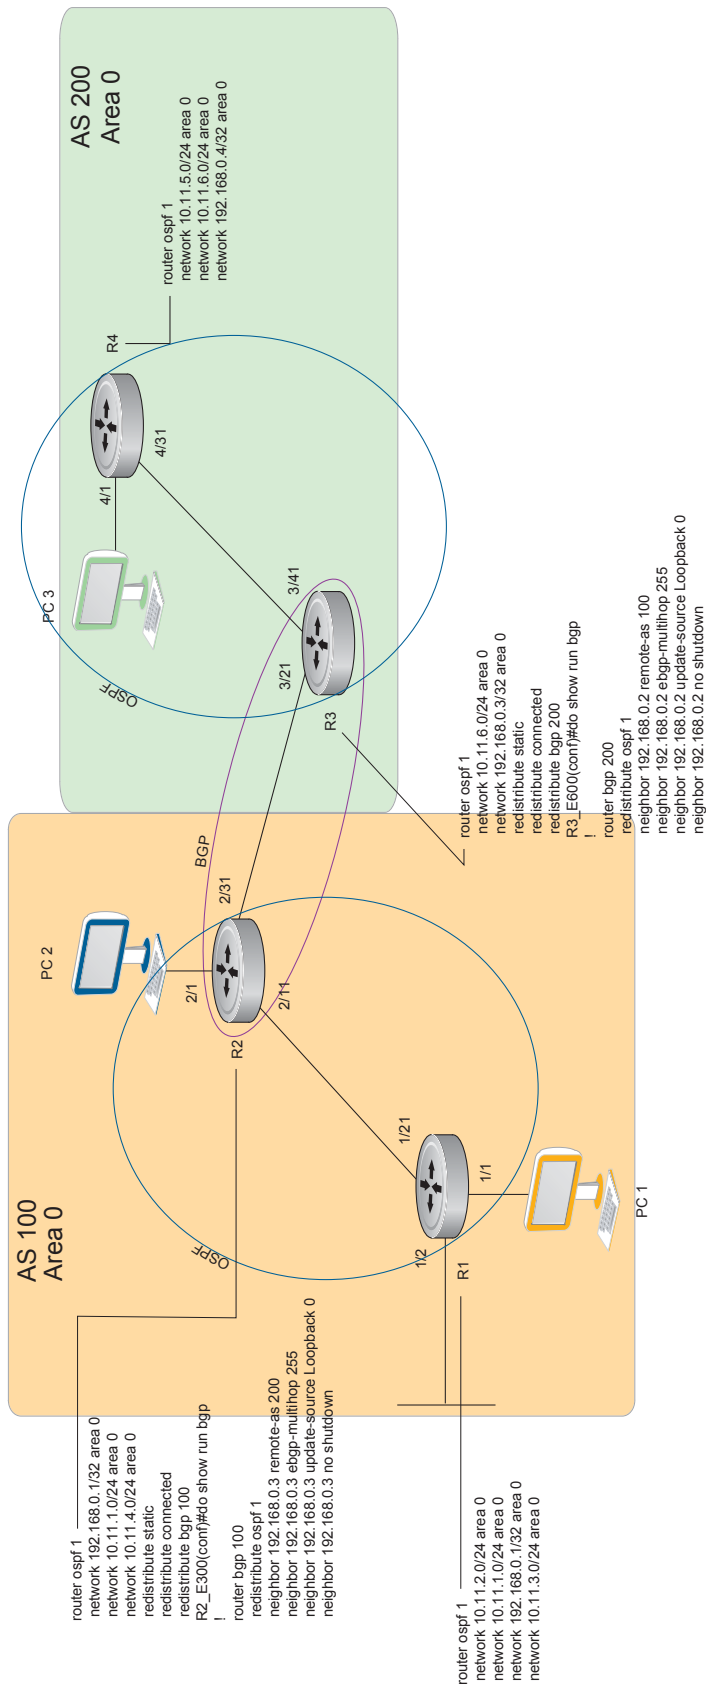 AS 100
Area 0
AS 200
Area 0
OSPF
OSPF
BGP
PC 1
PC 2
PC 3
R1
R2
R3
R4
1/2
1/1
1/21
2/11
2/1
2/31
3/21
3/41
4/31
4/1
router ospf 1
network 192.168.0.1/32 area 0
network 10.11.1.0/24 area 0
network 10.11.4.0/24 area 0
redistribute static
redistribute connected
redistribute bgp 100
R2_E300(conf)#do show run bgp
!
router bgp 100
redistribute ospf 1
neighbor 192.168.0.3 remote-as 200
neighbor 192.168.0.3 ebgp-multihop 255
neighbor 192.168.0.3 update-source Loopback 0
neighbor 192.168.0.3 no shutdown
router ospf 1
network 10.11.2.0/24 area 0
network 10.11.1.0/24 area 0
network 192.168.0.1/32 area 0
network 10.11.3.0/24 area 0
router ospf 1
network 10.11.6.0/24 area 0
network 192.168.0.3/32 area 0
redistribute static
redistribute connected
redistribute bgp 200
R3_E600(conf)#do show run bgp
!
router bgp 200
redistribute ospf 1
neighbor 192.168.0.2 remote-as 100
neighbor 192.168.0.2 ebgp-multihop 255
neighbor 192.168.0.2 update-source Loopback 0
neighbor 192.168.0.2 no shutdown
router ospf 1
network 10.11.5.0/24 area 0
network 10.11.6.0/24 area 0
network 192.168.0.4/32 area 0